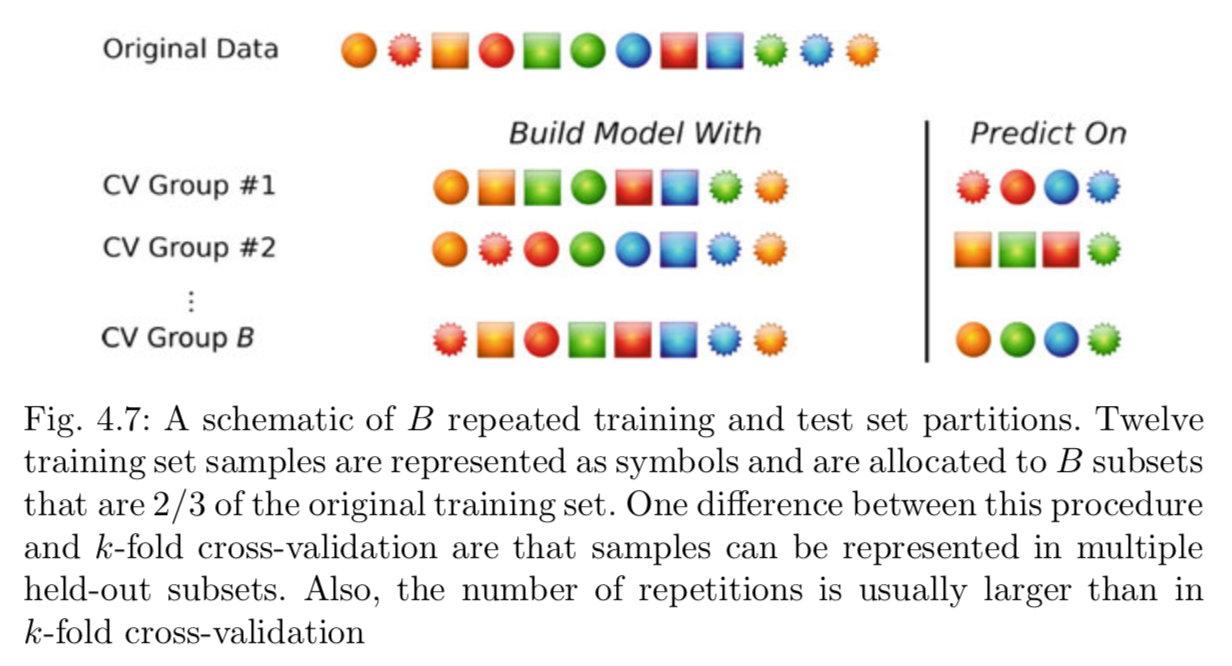 Original Data
Build Model With
Predict On
CV Group #1
CV Group #2
⋮
CV Group B
Fig. 4.7: A schematic of B repeated training and test set partitions. Twelve
training set samples are represented as symbols and are allocated to B subsets
that are 2/3 of the original training set. One difference between this procedure
and k-fold cross-validation are that samples can be represented in multiple
held-out subsets. Also, the number of repetitions is usually larger than in
k-fold cross-validation